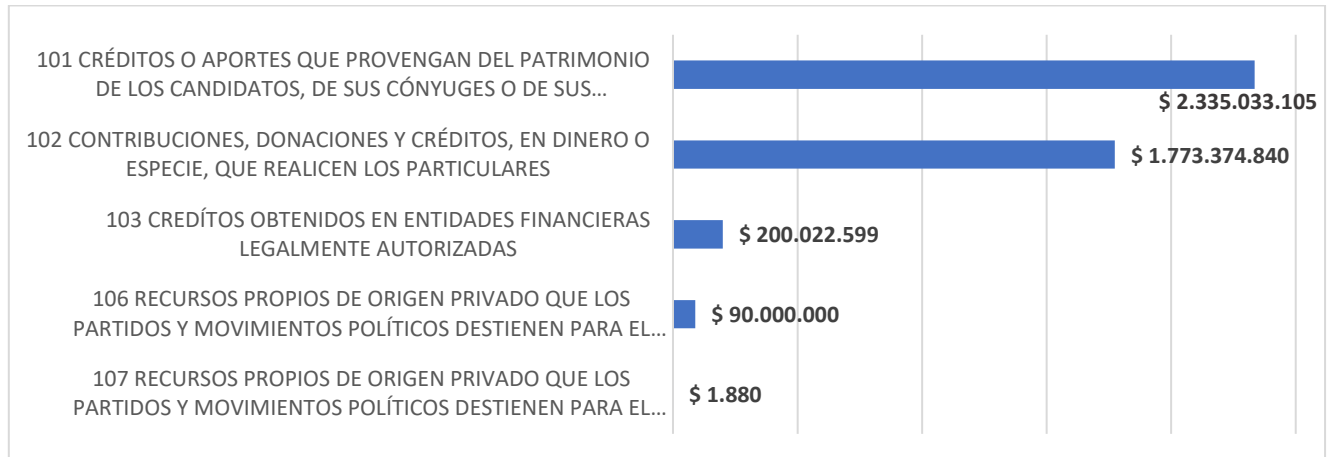 101 CRÉDITOS O APORTES QUE PROVENGAN DEL PATRIMONIO
DE LOS CANDIDATOS, DE SUS CÓNYUGES O DE SUS...
$ 2.335.033.105
102 CONTRIBUCIONES, DONACIONES Y CRÉDITOS, EN DINERO O
ESPECIE, QUE REALICEN LOS PARTICULARES
$ 1.773.374.840
103 CREDÍTOS OBTENIDOS EN ENTIDADES FINANCIERAS
LEGALMENTE AUTORIZADAS
$ 200.022.599
106 RECURSOS PROPIOS DE ORIGEN PRIVADO QUE LOS
PARTIDOS Y MOVIMIENTOS POLÍTICOS DESTIENEN PARA EL...
$ 90.000.000
107 RECURSOS PROPIOS DE ORIGEN PRIVADO QUE LOS
PARTIDOS Y MOVIMIENTOS POLÍTICOS DESTIENEN PARA EL...
$ 1.880